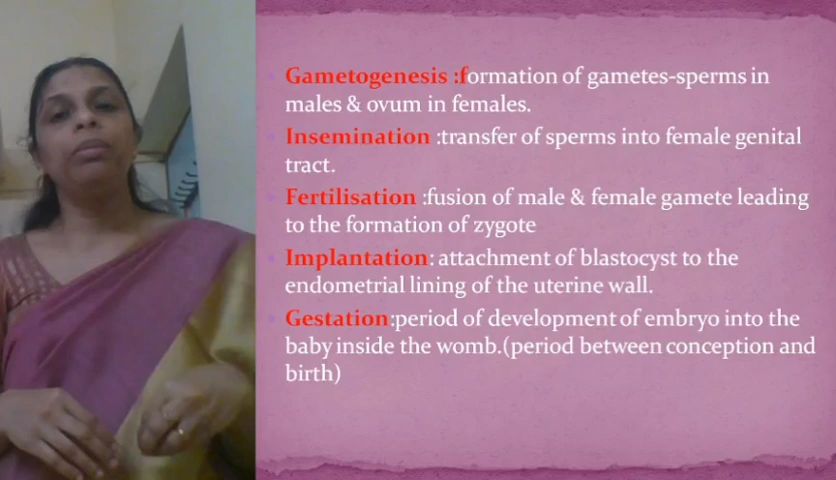 Gametogenesis :formation of gametes-sperms in
males & ovum in females.
Insemination :transfer of sperms into female genital
tract.
Fertilisation :fusion of male & female gamete leading
to the formation of zygote
Implantation: attachment of blastocyst to the
endometrial lining of the uterine wall.
Gestation:period of development of embryo into the
baby inside the womb.(period between conception and
birth)